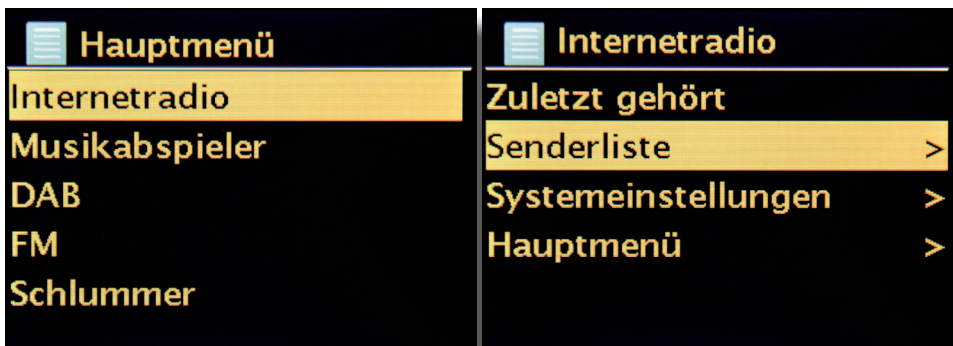 Hauptmenü
Internetradio
Musikabspieler
DAB
FM
Schlummer
Internetradio
Zuletzt gehört
Senderliste >
Systemeinstellungen >
Hauptmenü >